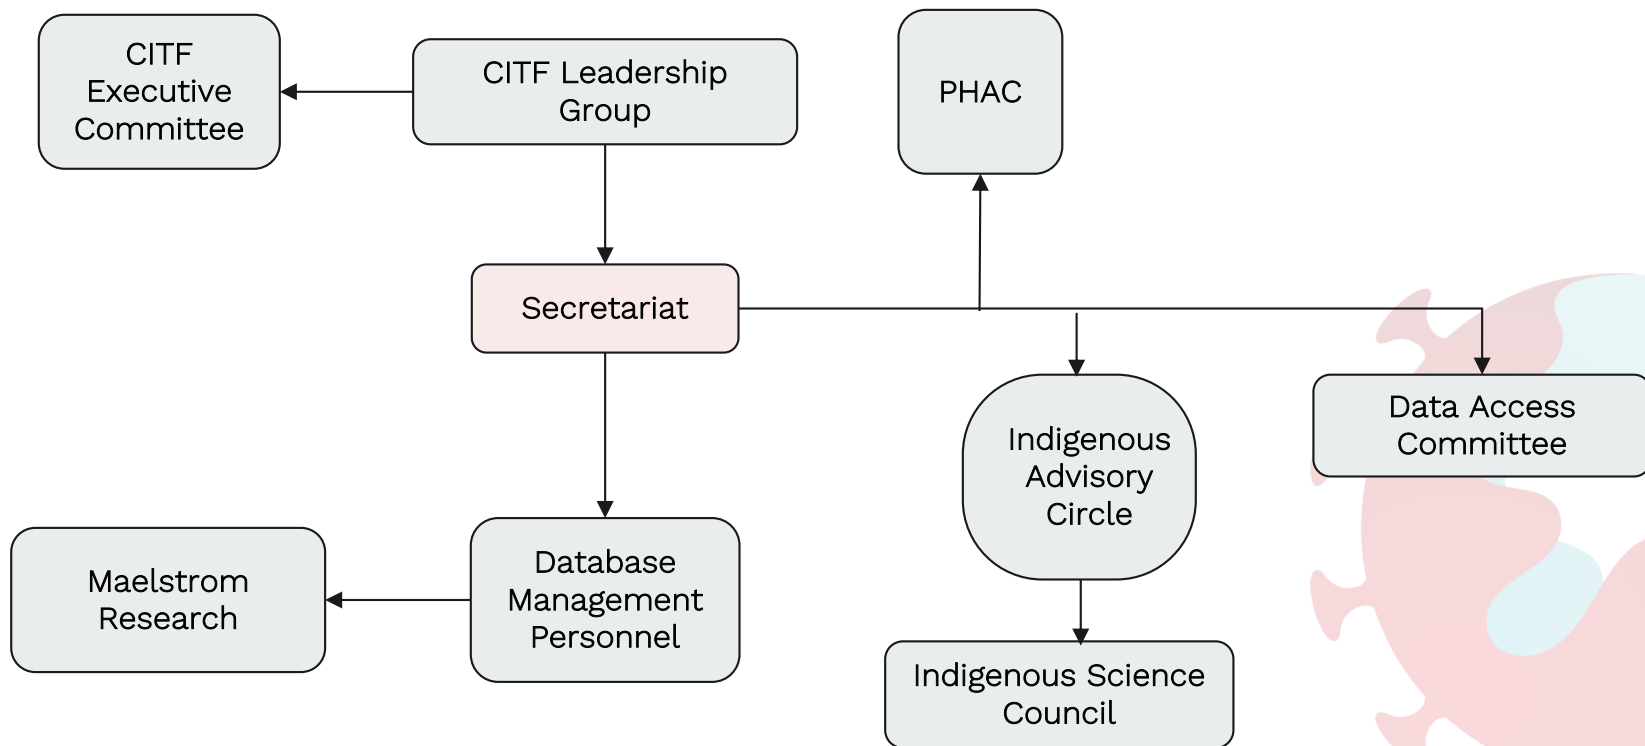 CITF
Executive
Committee
CITF Leadership
Group
PHAC
Secretariat
Indigenous
Advisory
Circle
Data Access
Committee
Maelstrom
Research
Database
Management
Personnel
Indigenous Science
Council